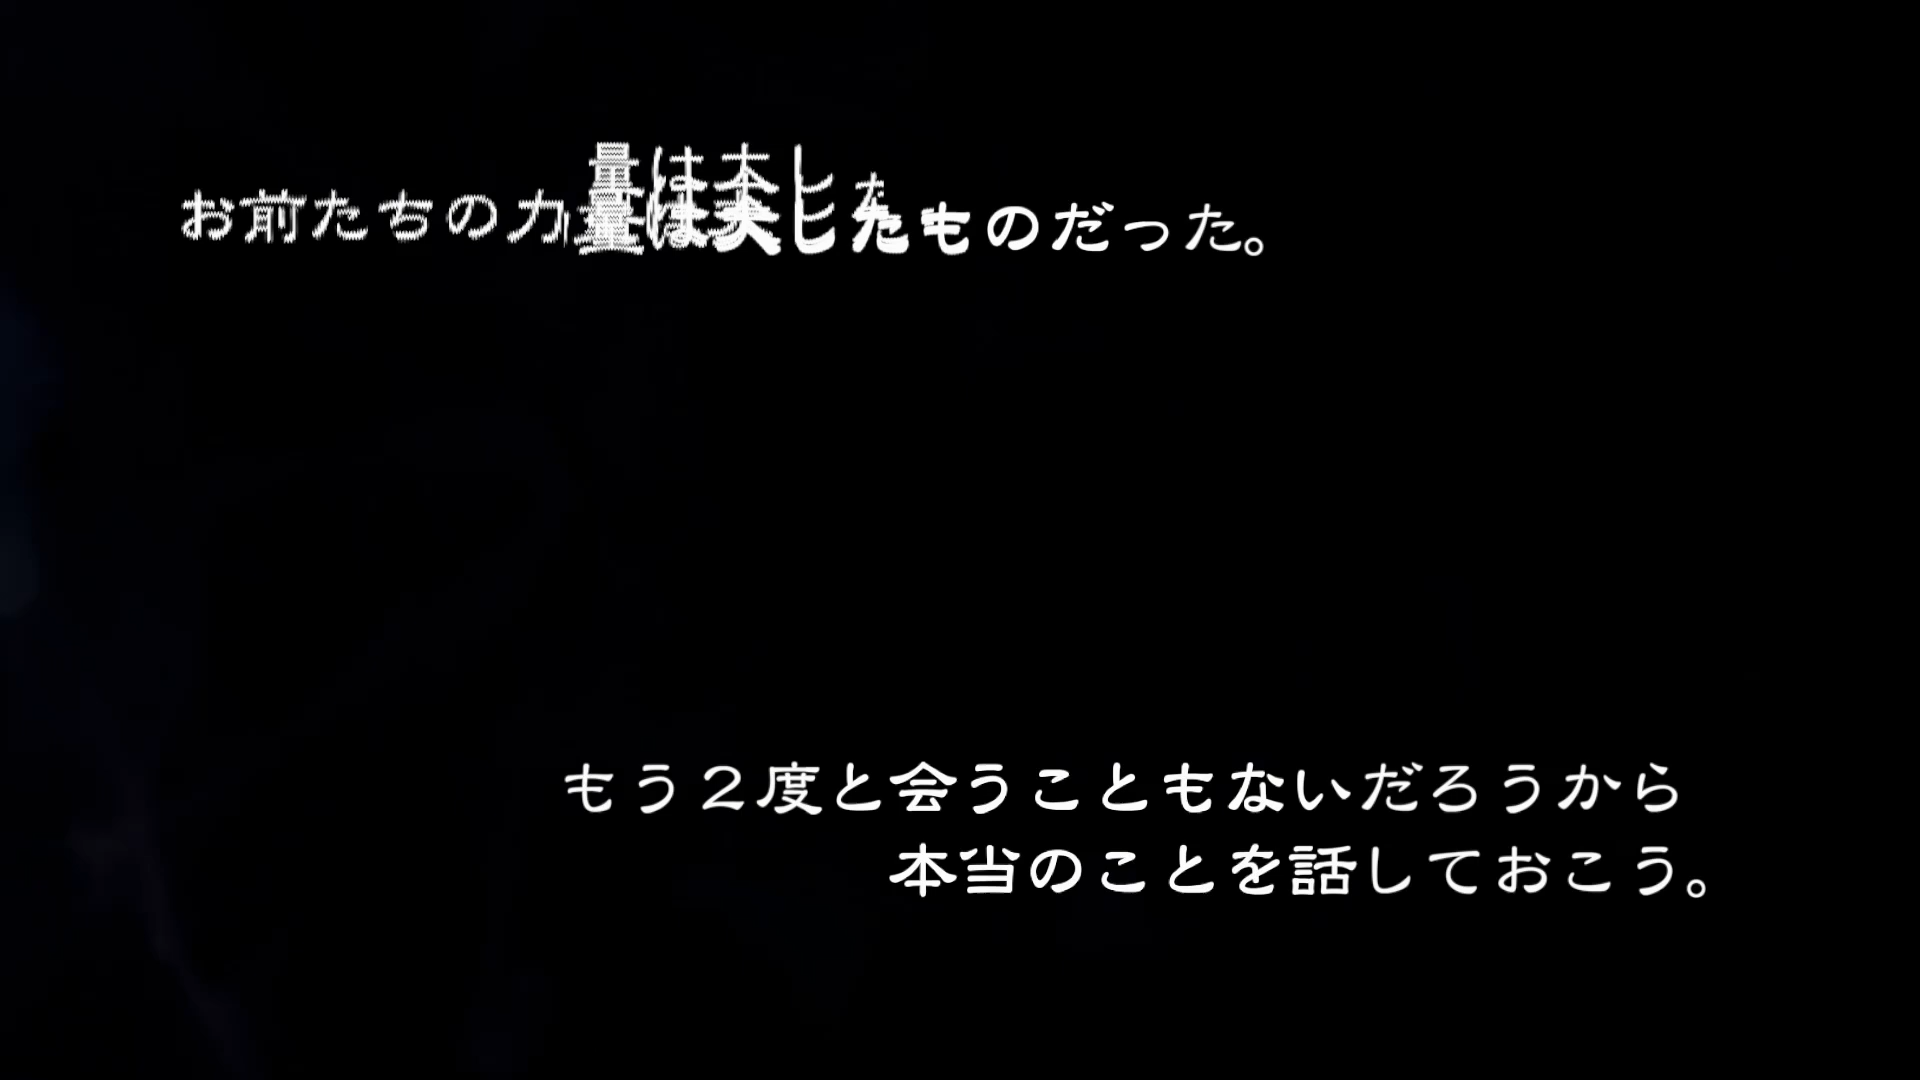 お前たちの力量は大したものだった。
もう２度と会うこともないだろうから
本当のことを話しておこう。